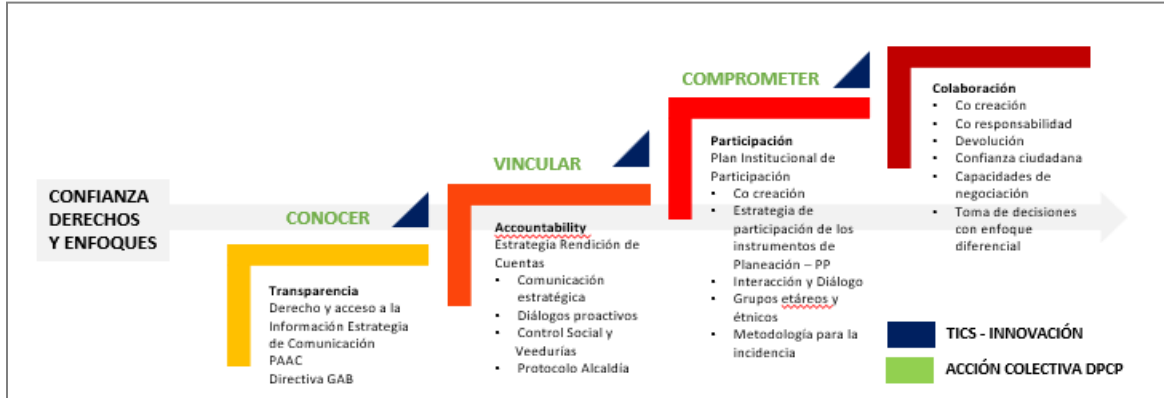 CONFIANZA
DERECHOS
Y ENFOQUES
CONOCER
Transparencia
Derecho y acceso a la
Información Estrategia
de Comunicación
PAAC
Directiva GAB
VINCULAR
Accountability
Estrategia Rendición de
Cuentas
▪ Comunicación
estratégica
▪ Diálogos proactivos
▪ Control Social y
Veedurías
▪ Protocolo Alcaldía
COMPROMETER
Participación
Plan Institucional de
Participación
▪ Co creación
▪ Estrategia de
participación de los
instrumentos de
Planeación – PP
▪ Interacción y Diálogo
▪ Grupos etáreos y
étnicos
▪ Metodología para la
incidencia
Colaboración
▪ Co creación
▪ Co responsabilidad
▪ Devolución
▪ Confianza ciudadana
▪ Capacidades de
negociación
▪ Toma de decisiones
con enfoque
diferencial
TICS - INNOVACIÓN
ACCIÓN COLECTIVA DPCP